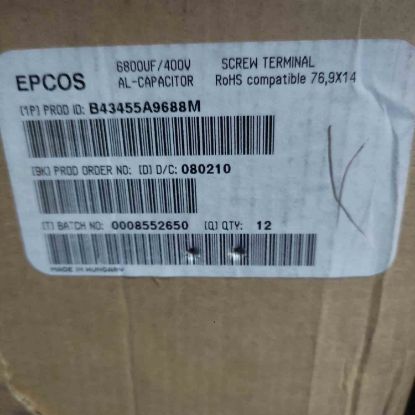 6800UF/400V SCREW TERMINAL
EPCOS AL-CAPACITOR RoHS compatible 76,9X14
[1P] PROD ID: B43455A9688M
[9K] PROD ORDER NO: [D] D/C: 080210
[T] BATCH NO: 0008552650 [Q] QTY: 12
MADE IN HUNGARY